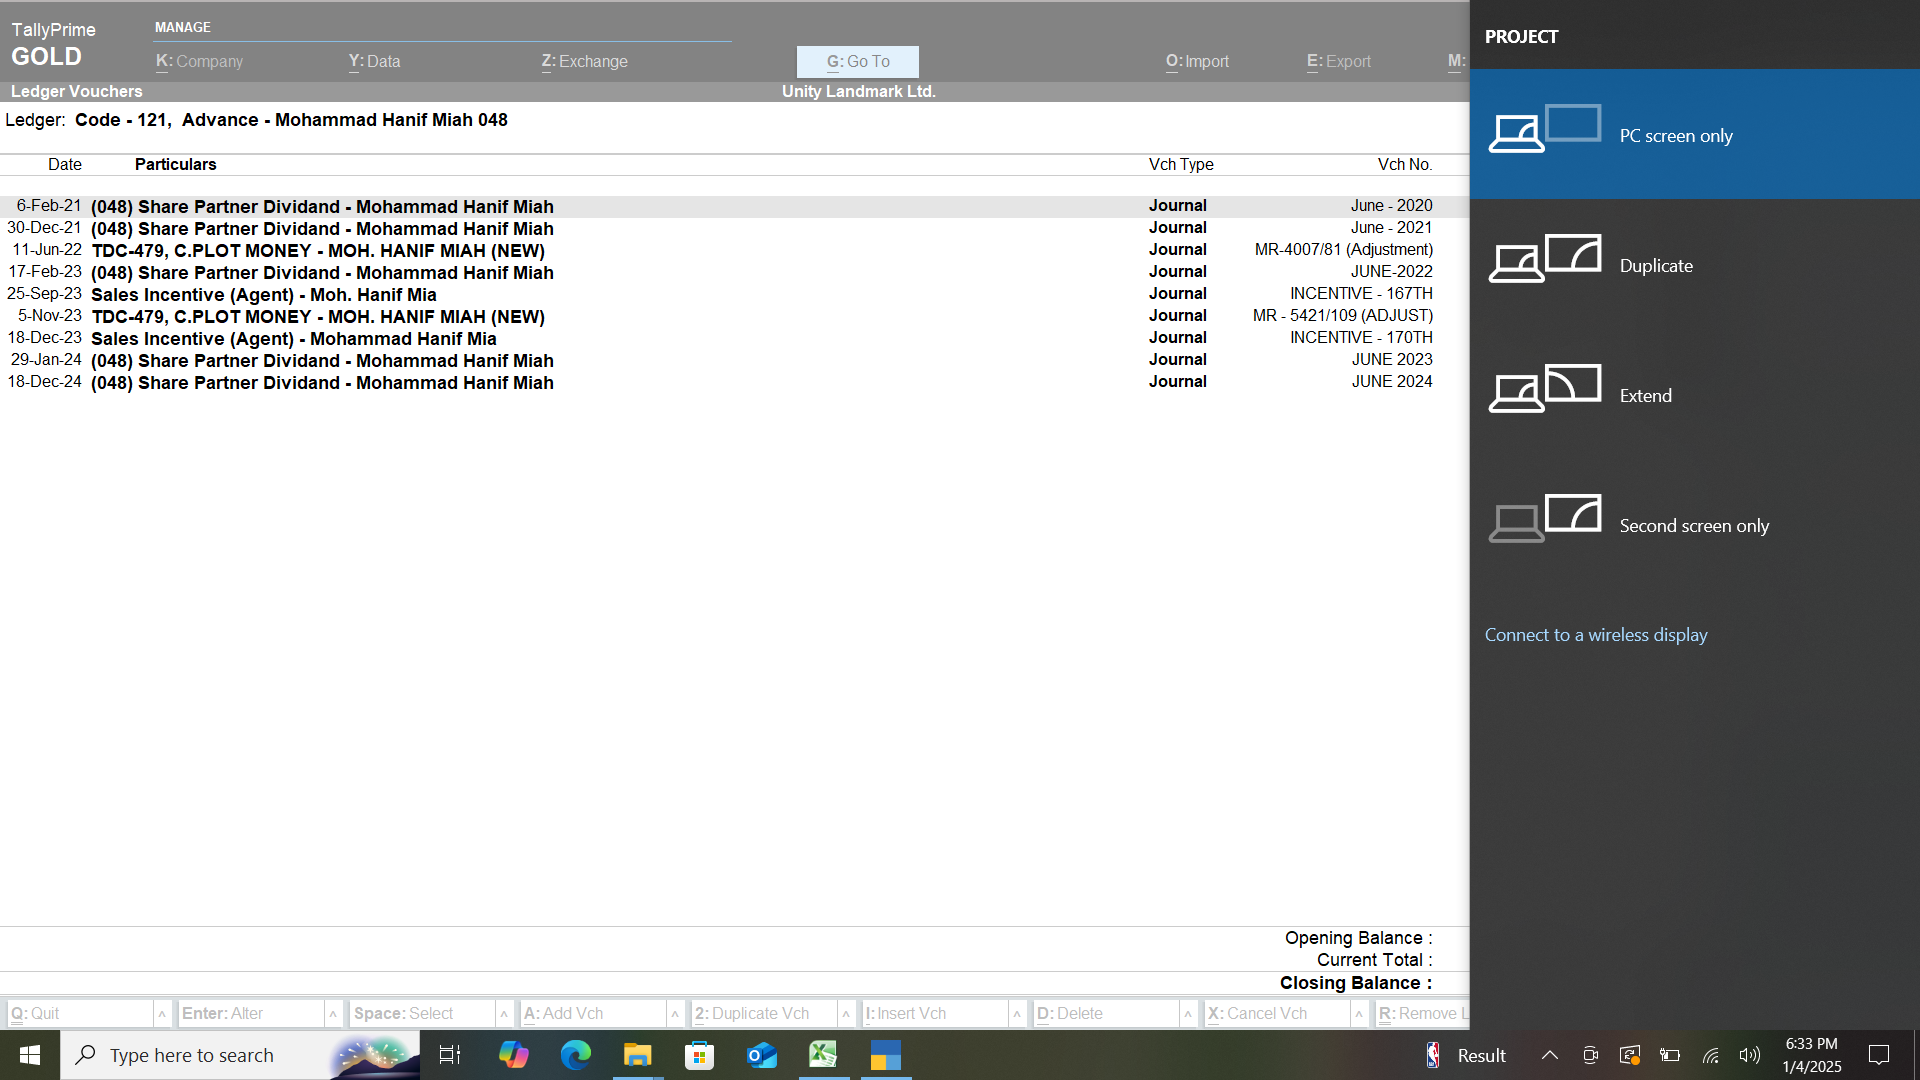 TallyPrime
GOLD
MANAGE
K: Company
Y: Data
Z: Exchange
G: Go To
O: Import
E: Export
M:
Ledger Vouchers
Unity Landmark Ltd.
Ledger: Code - 121, Advance - Mohammad Hanif Miah 048
Date Particulars Vch Type Vch No.
6-Feb-21 (048) Share Partner Dividand - Mohammad Hanif Miah Journal June - 2020
30-Dec-21 (048) Share Partner Dividand - Mohammad Hanif Miah Journal June - 2021
11-Jun-22 TDC-479, C.PLOT MONEY - MOH. HANIF MIAH (NEW) Journal MR-4007/81 (Adjustment)
17-Feb-23 (048) Share Partner Dividand - Mohammad Hanif Miah Journal JUNE-2022
25-Sep-23 Sales Incentive (Agent) - Moh. Hanif Mia Journal INCENTIVE - 167TH
5-Nov-23 TDC-479, C.PLOT MONEY - MOH. HANIF MIAH (NEW) Journal MR - 5421/109 (ADJUST)
18-Dec-23 Sales Incentive (Agent) - Mohammad Hanif Mia Journal INCENTIVE - 170TH
29-Jan-24 (048) Share Partner Dividand - Mohammad Hanif Miah Journal JUNE 2023
18-Dec-24 (048) Share Partner Dividand - Mohammad Hanif Miah Journal JUNE 2024
Opening Balance :
Current Total :
Closing Balance :
Q: Quit ^ Enter: Alter ^ Space: Select ^ A: Add Vch ^ 2: Duplicate Vch ^ I: Insert Vch ^ D: Delete ^ X: Cancel Vch ^ R: Remove L
PROJECT
PC screen only
Duplicate
Extend
Second screen only
Connect to a wireless display
Type here to search
Result
6:33 PM
1/4/2025